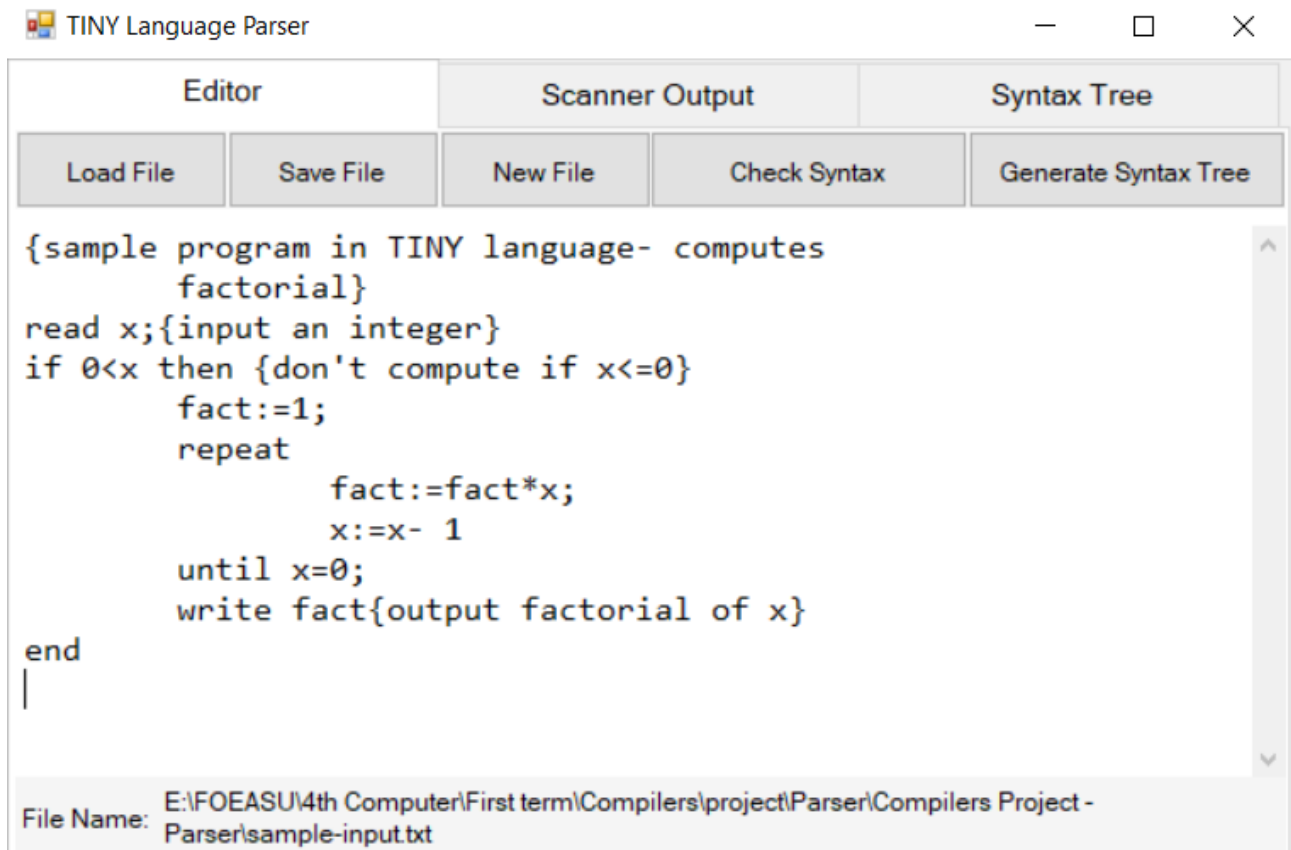 TINY Language Parser
Editor Scanner Output Syntax Tree
Load File Save File New File Check Syntax Generate Syntax Tree
{sample program in TINY language- computes
        factorial}
read x;{input an integer}
if 0<x then {don't compute if x<=0}
        fact:=1;
        repeat
                fact:=fact*x;
                x:=x- 1
        until x=0;
        write fact{output factorial of x}
end
File Name: E:\FOEASU\4th Computer\First term\Compilers\project\Parser\Compilers Project -
Parser\sample-input.txt